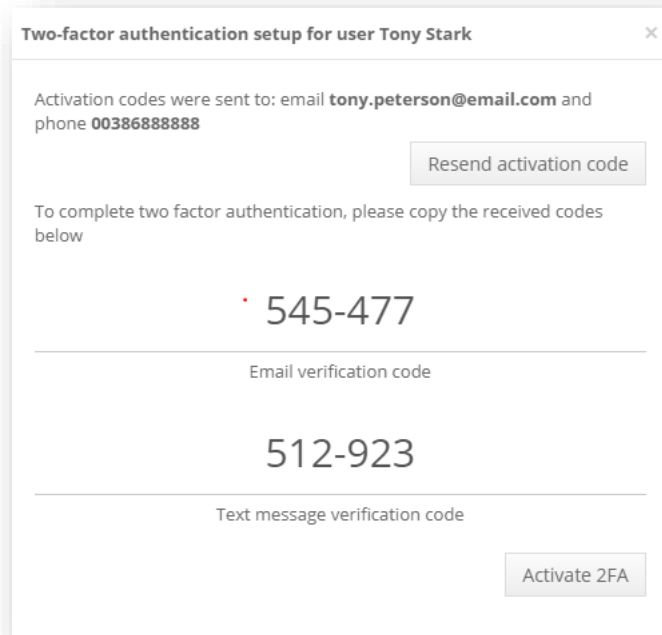 Two-factor authentication setup for user Tony Stark ×
Activation codes were sent to: email tony.peterson@email.com and
phone 00386888888
Resend activation code
To complete two factor authentication, please copy the received codes
below
545-477
Email verification code
512-923
Text message verification code
Activate 2FA